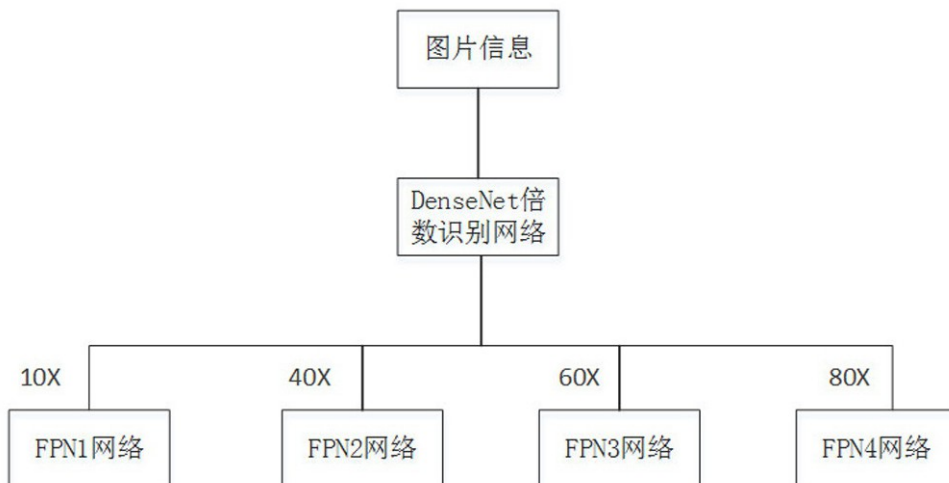 图片信息
DenseNet倍
数识别网络
10X
40X
60X
80X
FPN1网络
FPN2网络
FPN3网络
FPN4网络